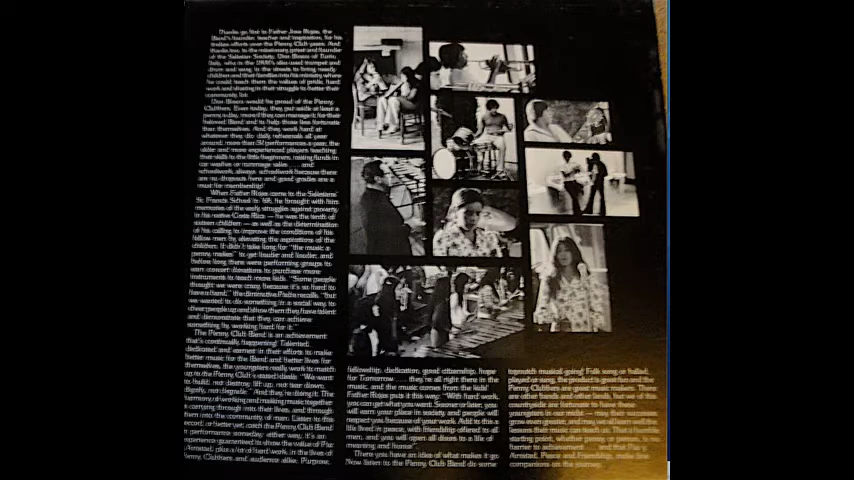 Thanks go first to Father Jose Rojas, the
Band's founder, teacher and inspiration, for his
tireless efforts over the Penny Club years. And
thanks too, to the missionary priest and founder
of the Salesian Society, Don Bosco of Turin,
Italy, who in the 1800's also used trumpet and
drum and song in the streets to bring needy
children and their families into his ministry where
he could teach them the values of pride, hard
work and sharing in their struggle to better their
community lot.
Don Bosco would be proud of the Penny
Clubbers. Even today, they put aside at least a
penny a day, more if they can manage it, for their
beloved Band and to help those less fortunate
than themselves. And they work hard at
whatever they do: daily rehearsals all year
around, more than 50 performances a year, the
older and more experienced players teaching
their skills to the little beginners, raising funds in
car washes or rummage sales .... and
schoolwork, always schoolwork because there
are no dropouts here and good grades are a
must for membership!
When Father Rojas came to the Salesians'
St. Francis School in '61, he brought with him
memories of the early struggles against poverty
in his native Costa Rica — he was the tenth of
sixteen children — as well as the determination
of his calling to improve the conditions of his
fellow men by elevating the aspirations of the
children. It didn't take long for "the music a
penny makes" to get louder and louder, and
before long there were performing groups to
earn concert donations to purchase more
instruments to teach more kids. "Some people
thought we were crazy, because it's so hard to
have a band," the diminutive Padre recalls, "but
we wanted to do something in a social way, to
cheer people up and show them they have talent
and demonstrate that they can achieve
something by working hard for it."
The Penny Club Band is an achievement
that's continually happening! Talented,
dedicated and earnest in their efforts to make
better music for the Band and better lives for
themselves, the youngsters really work to match
up to the Penny Club's stated ideals: "We want
to build, not destroy, lift up, not tear down,
dignify, not degrade." And they're doing it. The
harmony of working and making music together
is carrying through into their lives, and through
them into the community of man. Listen to this
record, or better yet, catch the Penny Club Band
in performance someday; either way, it's an
experience guaranteed to show the value of
plus a lot of hard work, in the lives of
Penny Clubbers and audience alike. Purpose,
fellowship, dedication, good citizenship, hope
for Tomorrow .... they're all right there in the
music, and the music comes from the kids!
Father Rojas puts it this way: "With hard work,
you can get what you want. Sooner or later, you
will earn your place in society and people will
respect you because of your work. Add to this a
life lived in peace, with friendship offered to all
men, and you will open all doors to a life of
meaning and honor".
There you have an idea of what makes it go
Now listen to the Penny Club Band do some
topnotch musical going! Folk song or ballad,
played or sung, the product is great fun and the
Penny Clubbers are great music makers. There
are other bands and other lands, but we of this
countryside are fortunate to have these
youngsters in our midst — may their successes
grow even greater, and may we all learn well the
lessons their music can teach us. That a humble
starting point, whether penny or person, is no
barrier to achievement .... and that
Peace and Friendship, make fine
companions on the journey.